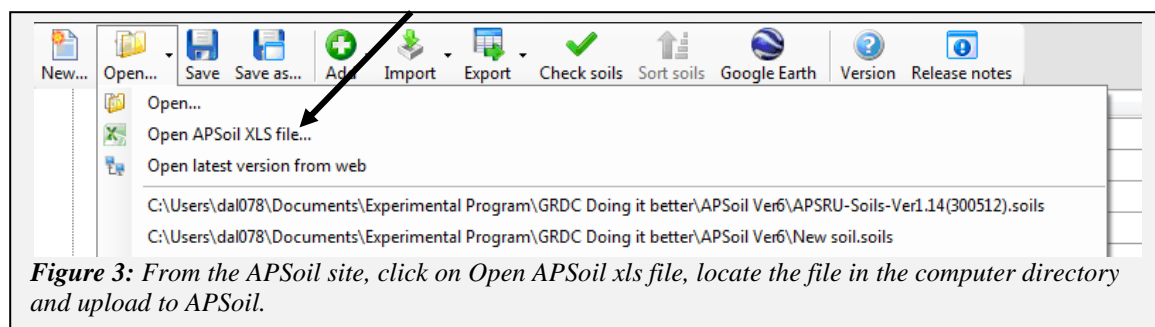 New... Open... Save Save as... Add Import Export Check soils Sort soils Google Earth Version Release notes
Open...
Open APSoil XLS file...
Open latest version from web
C:\Users\dal078\Documents\Experimental Program\GRDC Doing it better\APSoil Ver6\APSRU-Soils-Ver1.14(300512).soils
C:\Users\dal078\Documents\Experimental Program\GRDC Doing it better\APSoil Ver6\New soil.soils
Figure 3: From the APSoil site, click on Open APSoil xls file, locate the file in the computer directory
and upload to APSoil.